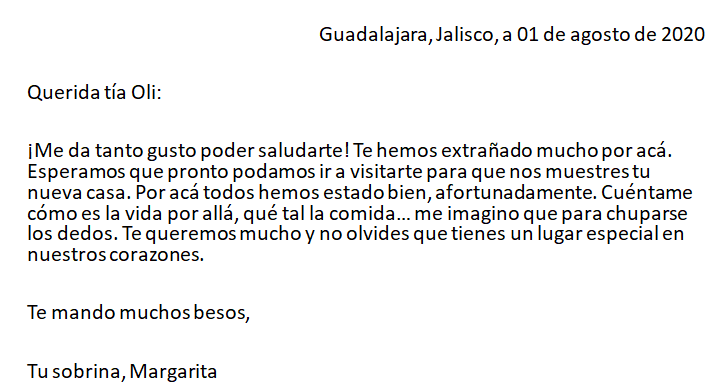 Guadalajara, Jalisco, a 01 de agosto de 2020
Querida tía Oli:
¡Me da tanto gusto poder saludarte! Te hemos extrañado mucho por acá.
Esperamos que pronto podamos ir a visitarte para que nos muestres tu
nueva casa. Por acá todos hemos estado bien, afortunadamente. Cuéntame
cómo es la vida por allá, qué tal la comida... me imagino que para chuparse
los dedos. Te queremos mucho y no olvides que tienes un lugar especial en
nuestros corazones.
Te mando muchos besos,
Tu sobrina, Margarita